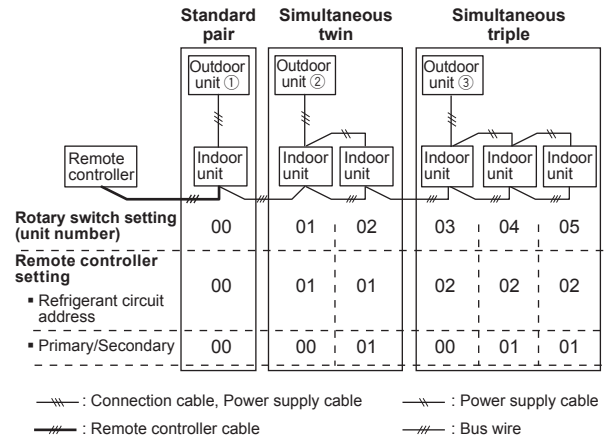 Standard pair
Simultaneous twin
Simultaneous triple
Outdoor unit ①
Outdoor unit ②
Outdoor unit ③
Remote controller
Indoor unit
Indoor unit
Indoor unit
Indoor unit
Indoor unit
Indoor unit
Rotary switch setting (unit number)
00 01 02 03 04 05
Remote controller setting
▪ Refrigerant circuit address
00 01 01 02 02 02
▪ Primary/Secondary 00 00 01 00 01 01
: Connection cable, Power supply cable
: Power supply cable
: Remote controller cable
: Bus wire